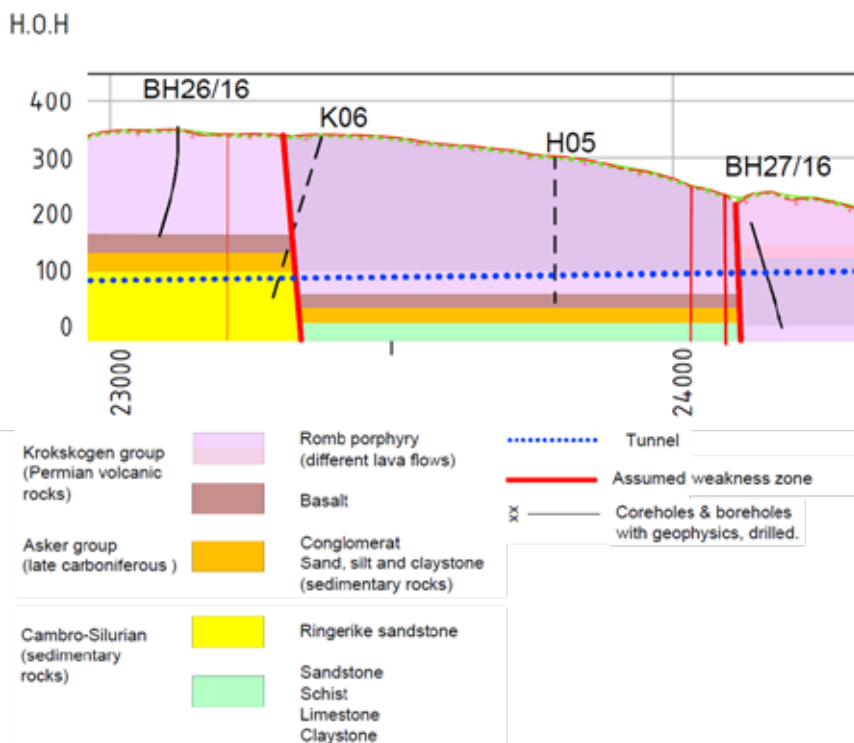 H.O.H
BH26/16
K06
H05
BH27/16
400
300
200
100
0
23000
24000
Krokskogen group
(Permian volcanic
rocks)
Romb porphyry
(different lava flows)
Basalt
Asker group
(late carboniferous )
Conglomerat
Sand, silt and claystone
(sedimentary rocks)
Cambro-Silurian
(sedimentary
rocks)
Ringerike sandstone
Sandstone
Schist
Limestone
Claystone
Tunnel
Assumed weakness zone
XX
Coreholes & boreholes
with geophysics, drilled.